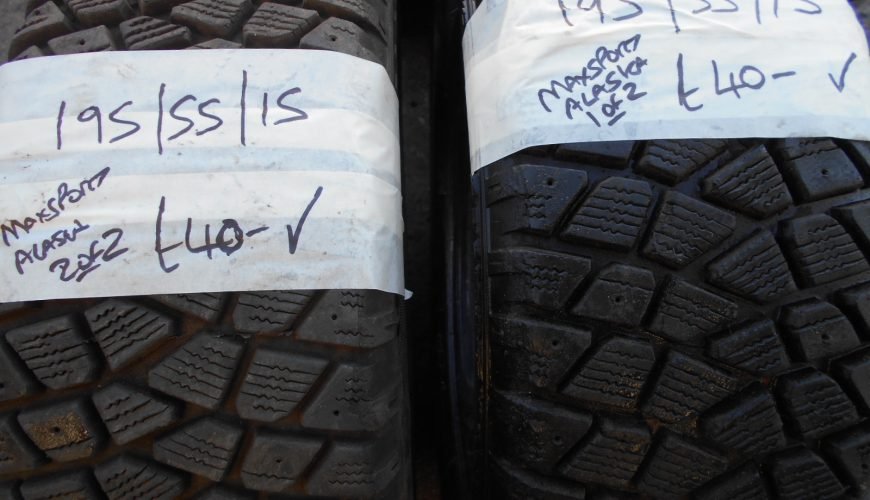 195/55/15
MAXSPORT
ALASKA
2 of 2
£40- ✓
195/55/15
MAXSPORT
ALASKA
1 of 2
£40- ✓